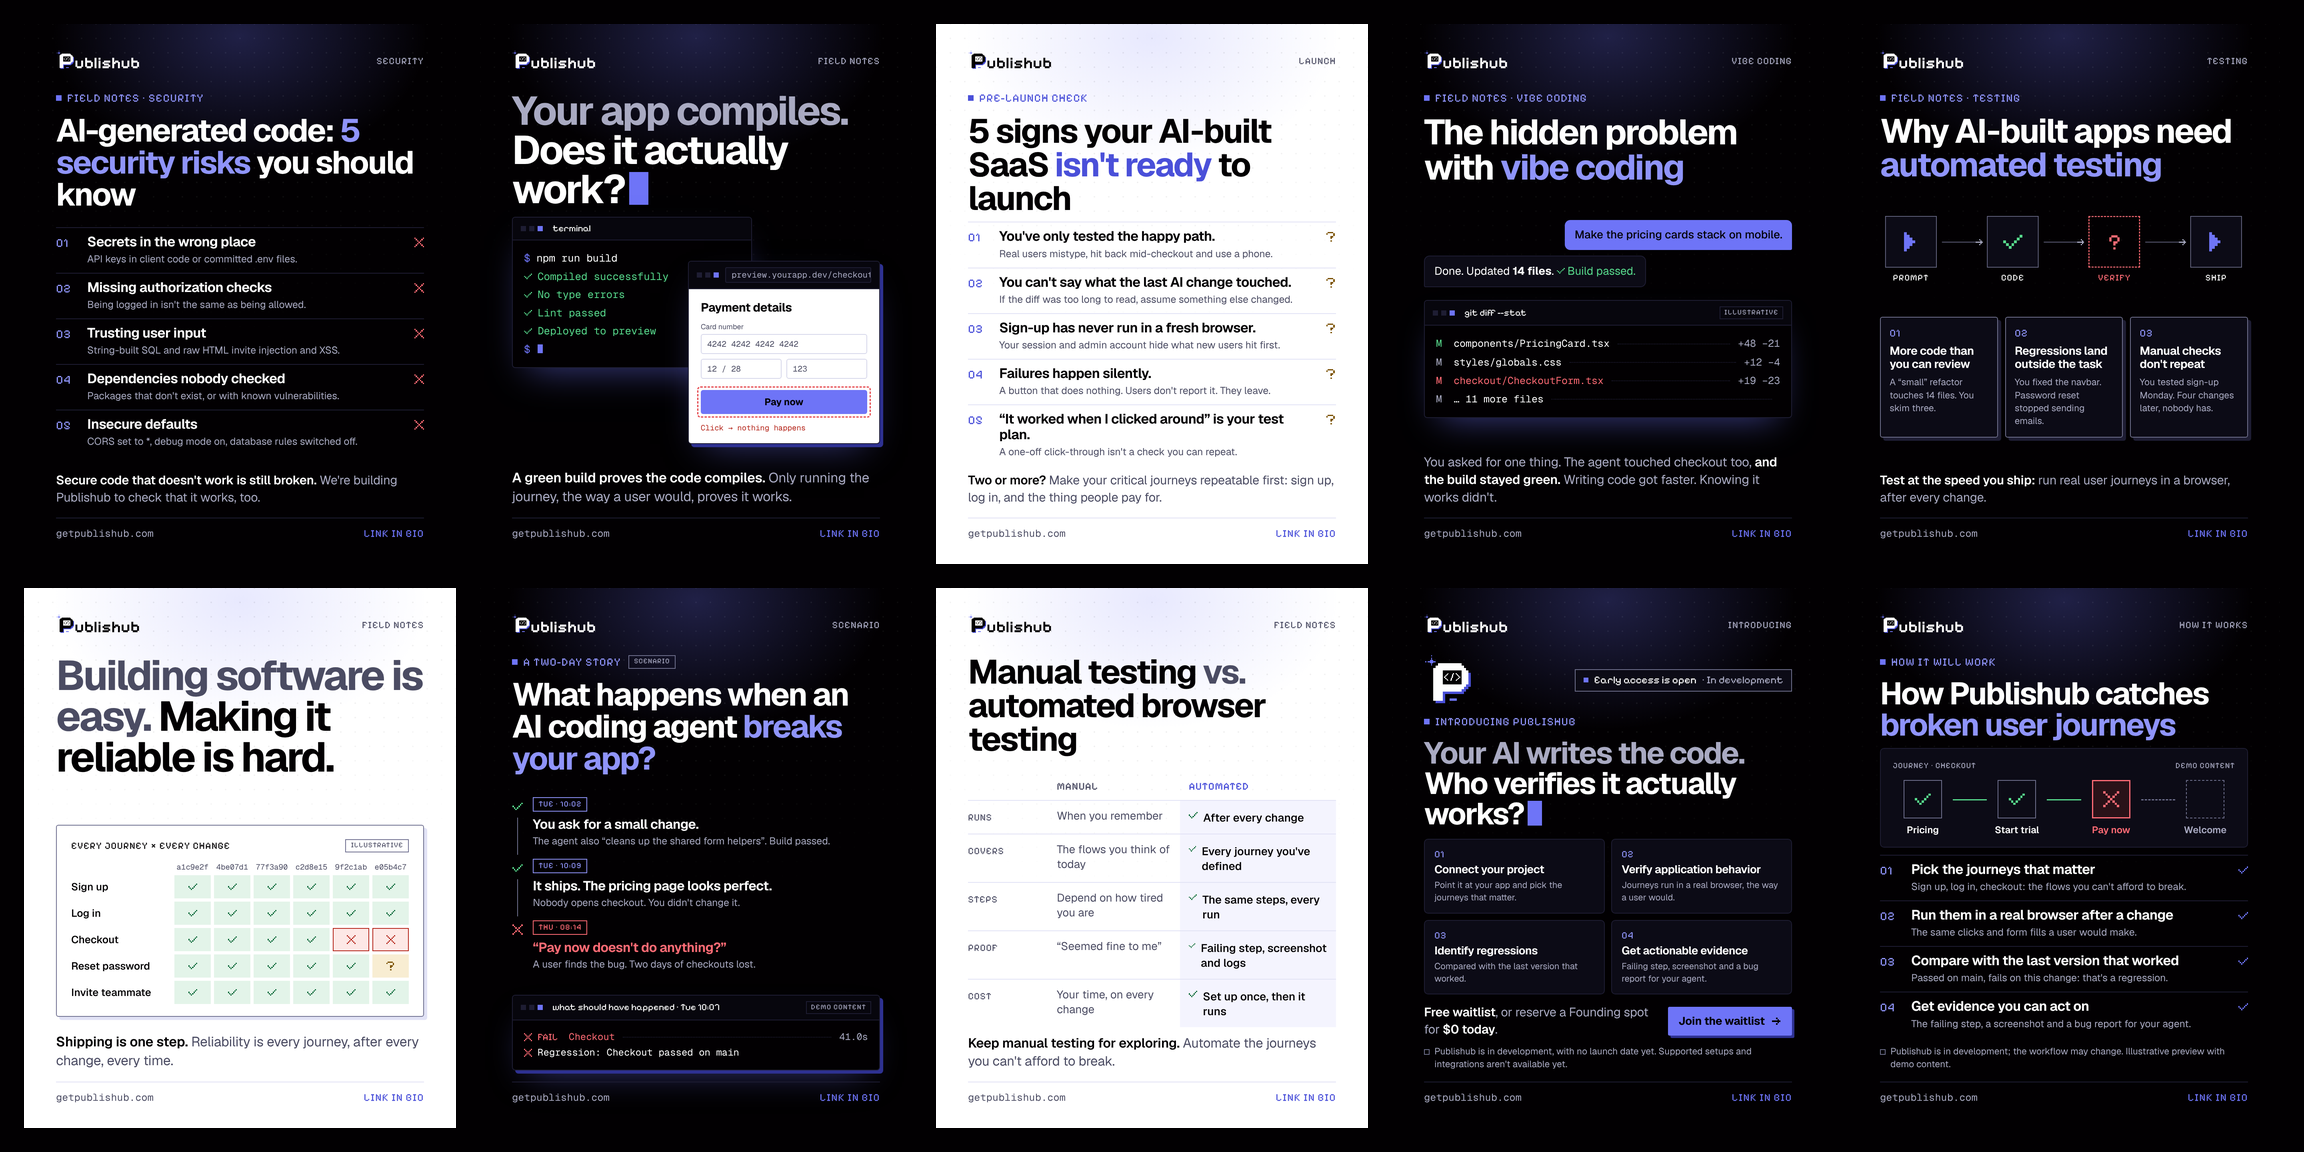 Publishub
SECURITY
FIELD NOTES · SECURITY
AI-generated code: 5
security risks you should
know
01 Secrets in the wrong place
API keys in client code or committed .env files.
02 Missing authorization checks
Being logged in isn't the same as being allowed.
03 Trusting user input
String-built SQL and raw HTML invite injection and XSS.
04 Dependencies nobody checked
Packages that don't exist, or with known vulnerabilities.
05 Insecure defaults
CORS set to *, debug mode on, database rules switched off.
Secure code that doesn't work is still broken. We're building
Publishub to check that it works, too.
getpublishub.com
LINK IN BIO
Publishub
FIELD NOTES
Your app compiles.
Does it actually
work?
terminal
$ npm run build
✓ Compiled successfully
✓ No type errors
✓ Lint passed
✓ Deployed to preview
$
preview.yourapp.dev/checkout
Payment details
Card number
4242 4242 4242 4242
12 / 28
123
Pay now
Click → nothing happens
A green build proves the code compiles. Only running the
journey, the way a user would, proves it works.
getpublishub.com
LINK IN BIO
Publishub
LAUNCH
PRE-LAUNCH CHECK
5 signs your AI-built
SaaS isn't ready to
launch
01 You've only tested the happy path. ?
Real users mistype, hit back mid-checkout and use a phone.
02 You can't say what the last AI change touched. ?
If the diff was too long to read, assume something else changed.
03 Sign-up has never run in a fresh browser. ?
Your session and admin account hide what new users hit first.
04 Failures happen silently. ?
A button that does nothing. Users don't report it. They leave.
05 “It worked when I clicked around” is your test ?
plan.
A one-off click-through isn't a check you can repeat.
Two or more? Make your critical journeys repeatable first: sign up,
log in, and the thing people pay for.
getpublishub.com
LINK IN BIO
Publishub
VIBE CODING
FIELD NOTES · VIBE CODING
The hidden problem
with vibe coding
Make the pricing cards stack on mobile.
Done. Updated 14 files. ✓ Build passed.
git diff --stat
ILLUSTRATIVE
M components/PricingCard.tsx +48 −21
M styles/globals.css +12 −4
M checkout/CheckoutForm.tsx +19 −23
M … 11 more files
You asked for one thing. The agent touched checkout too, and
the build stayed green. Writing code got faster. Knowing it
works didn't.
getpublishub.com
LINK IN BIO
Publishub
TESTING
FIELD NOTES · TESTING
Why AI-built apps need
automated testing
?
PROMPT
CODE
VERIFY
SHIP
01
More code than
you can review
A “small” refactor
touches 14 files. You
skim three.
02
Regressions land
outside the task
You fixed the navbar.
Password reset
stopped sending
emails.
03
Manual checks
don't repeat
You tested sign-up
Monday. Four changes
later, nobody has.
Test at the speed you ship: run real user journeys in a browser,
after every change.
getpublishub.com
LINK IN BIO
Publishub
FIELD NOTES
Building software is
easy. Making it
reliable is hard.
EVERY JOURNEY × EVERY CHANGE
ILLUSTRATIVE
a1c9e2f 4be07d1 77f3a90 c2d8e15 9f2c1ab e05b4c7
Sign up
Log in
Checkout
Reset password ?
Invite teammate
Shipping is one step. Reliability is every journey, after every
change, every time.
getpublishub.com
LINK IN BIO
Publishub
SCENARIO
A TWO-DAY STORY
SCENARIO
What happens when an
AI coding agent breaks
your app?
TUE · 10:02
You ask for a small change.
The agent also “cleans up the shared form helpers”. Build passed.
TUE · 10:09
It ships. The pricing page looks perfect.
Nobody opens checkout. You didn't change it.
THU · 08:14
“Pay now doesn't do anything?”
A user finds the bug. Two days of checkouts lost.
what should have happened · Tue 10:07
DEMO CONTENT
FAIL Checkout 41.0s
Regression: Checkout passed on main
getpublishub.com
LINK IN BIO
Publishub
FIELD NOTES
Manual testing vs.
automated browser
testing
MANUAL
AUTOMATED
RUNS
When you remember
After every change
COVERS
The flows you think of
today
Every journey you've
defined
STEPS
Depend on how tired
you are
The same steps, every
run
PROOF
“Seemed fine to me”
Failing step, screenshot
and logs
COST
Your time, on every
change
Set up once, then it
runs
Keep manual testing for exploring. Automate the journeys
you can't afford to break.
getpublishub.com
LINK IN BIO
Publishub
INTRODUCING
P </>
Early access is open · In development
INTRODUCING PUBLISHUB
Your AI writes the code.
Who verifies it actually
works?
01
Connect your project
Point it at your app and pick the
journeys that matter.
02
Verify application behavior
Journeys run in a real browser, the way
a user would.
03
Identify regressions
Compared with the last version that
worked.
04
Get actionable evidence
Failing step, screenshot and a bug
report for your agent.
Free waitlist, or reserve a Founding spot
for $0 today.
Join the waitlist →
Publishub is in development, with no launch date yet. Supported setups and
integrations aren't available yet.
getpublishub.com
LINK IN BIO
Publishub
HOW IT WORKS
HOW IT WILL WORK
How Publishub catches
broken user journeys
JOURNEY · CHECKOUT
DEMO CONTENT
Pricing
Start trial
Pay now
Welcome
01 Pick the journeys that matter
Sign up, log in, checkout: the flows you can't afford to break.
02 Run them in a real browser after a change
The same clicks and form fills a user would make.
03 Compare with the last version that worked
Passed on main, fails on this change: that's a regression.
04 Get evidence you can act on
The failing step, a screenshot and a bug report for your agent.
Publishub is in development; the workflow may change. Illustrative preview with
demo content.
getpublishub.com
LINK IN BIO